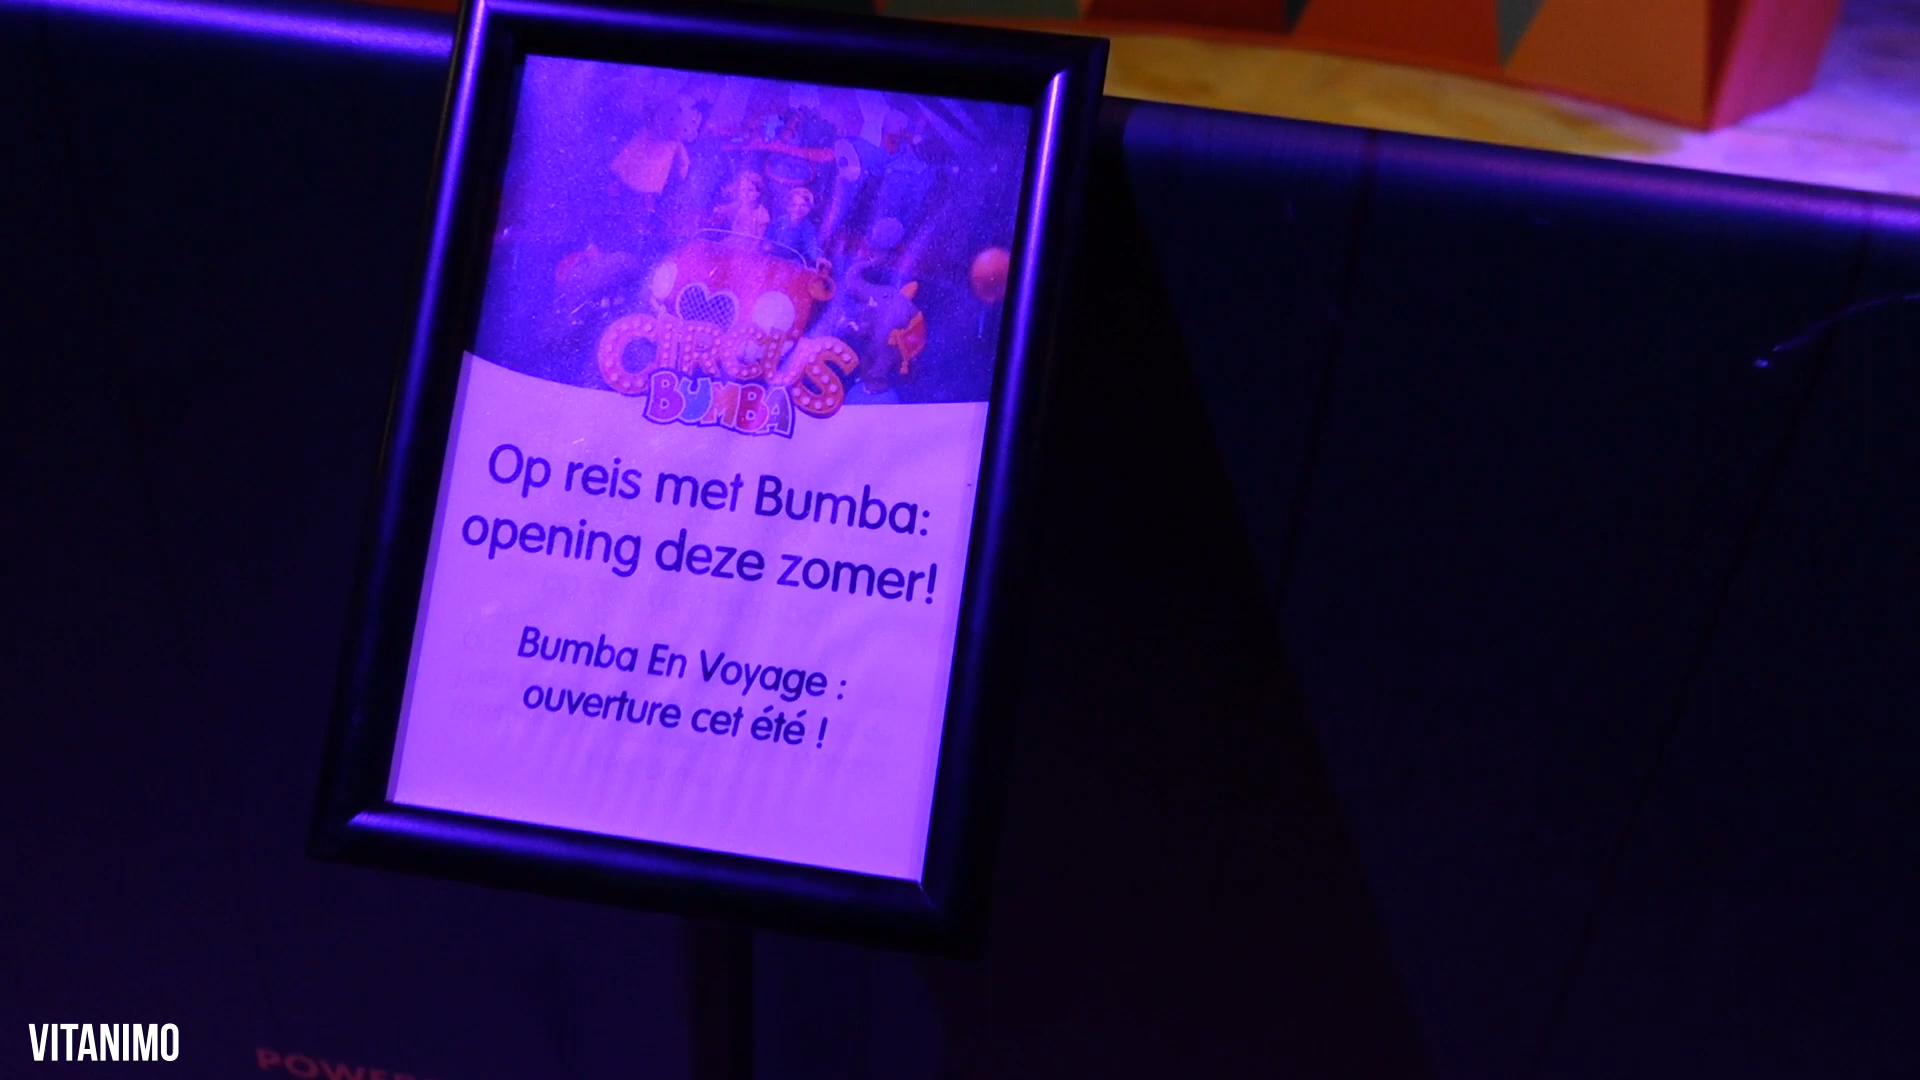 CIRCUS
BUMBA
Op reis met Bumba:
opening deze zomer!
Bumba En Voyage :
ouverture cet été !
VITANIMO